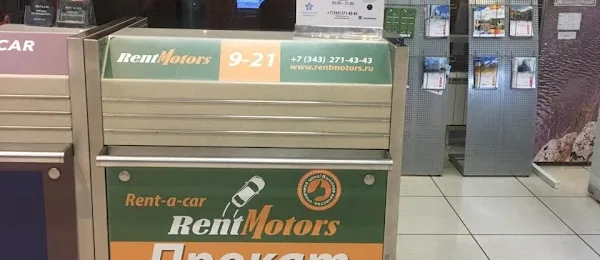 CAR
RentMotors
9-21
+7 (343) 271-43-43
www.rentmotors.ru
Rent-a-car
RentMotors
Прокат